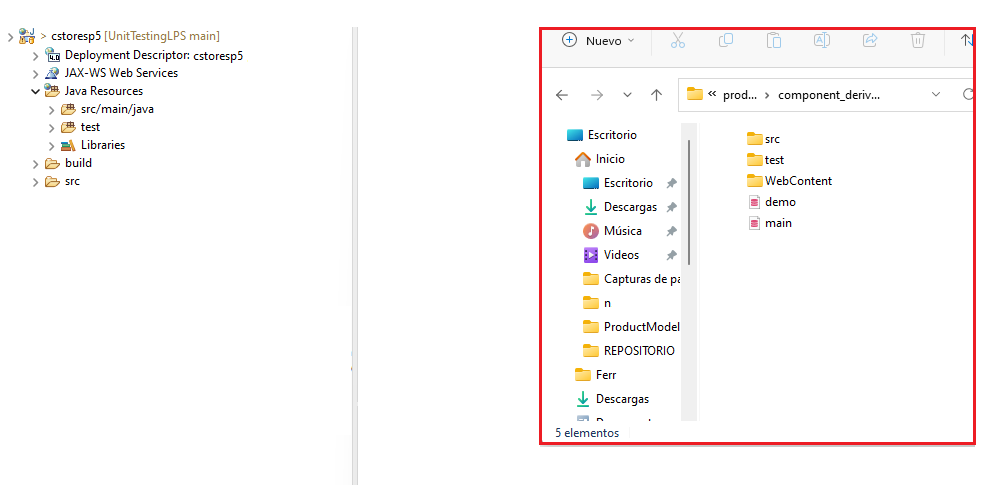 cstoresp5 [UnitTestingLPS main]
Deployment Descriptor: cstoresp5
JAX-WS Web Services
Java Resources
src/main/java
test
Libraries
build
src
Nuevo
« prod... › component_deriv...
Escritorio
Inicio
Escritorio
Descargas
Música
Videos
Capturas de pa
n
ProductModel
REPOSITORIO
Ferr
Descargas
src
test
WebContent
demo
main
5 elementos